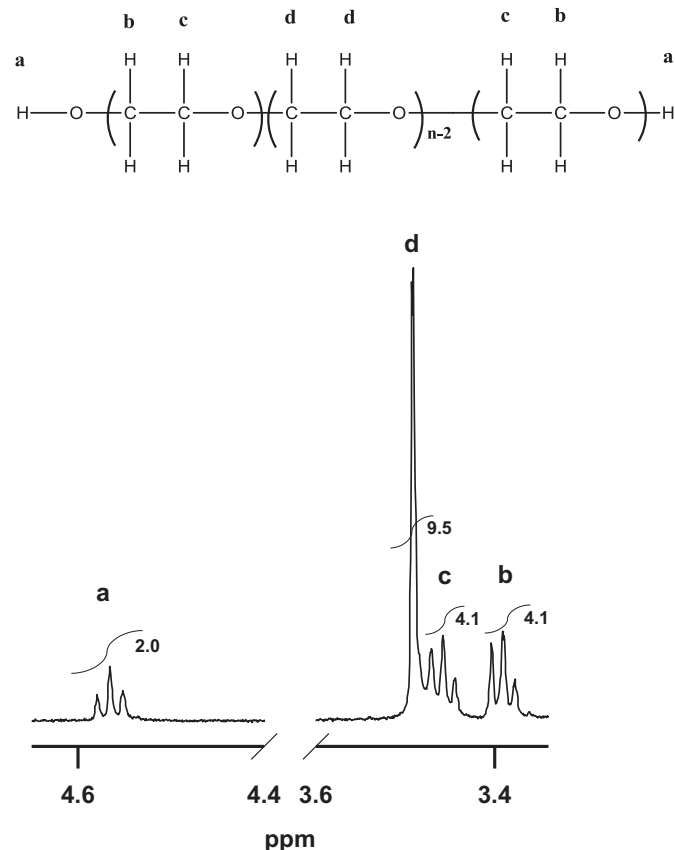 b c d d c b
a a
H H H H H H
H O C C O C C O C C O H
n-2
H H H H H H
d
9.5
c b
a 4.1 4.1
2.0
4.6 4.4 3.6 3.4
ppm